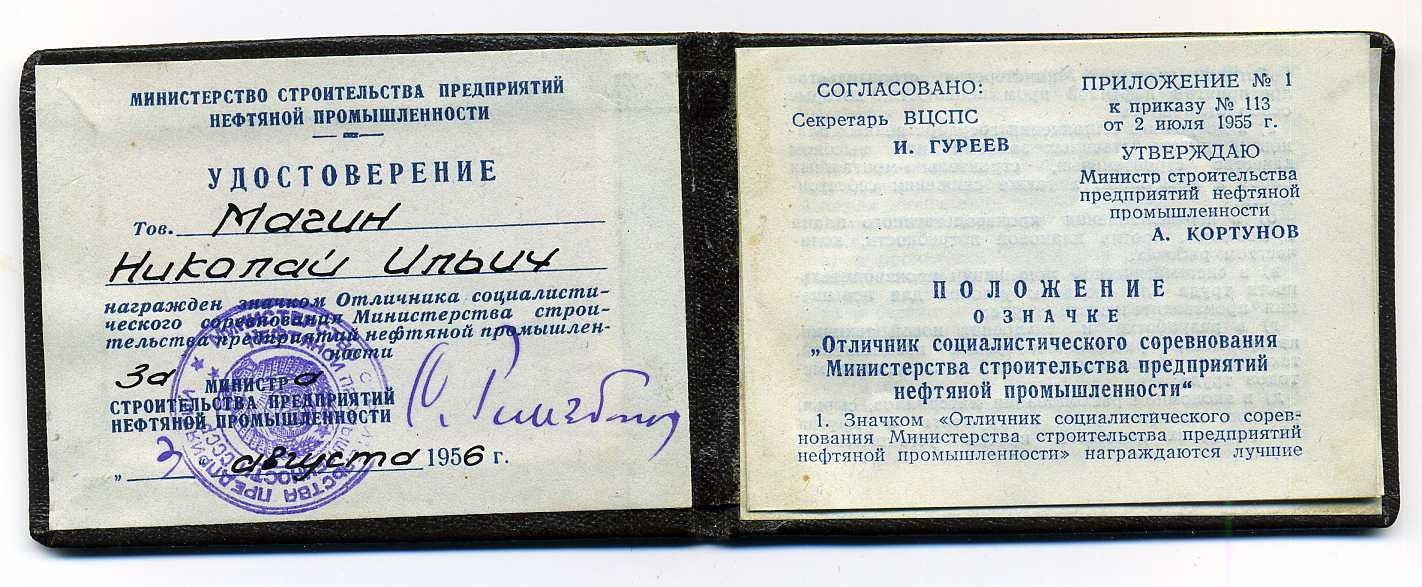 МИНИСТЕРСТВО СТРОИТЕЛЬСТВА ПРЕДПРИЯТИЙ
НЕФТЯНОЙ ПРОМЫШЛЕННОСТИ
УДОСТОВЕРЕНИЕ
Тов. Магин
Николай Ильич
награжден значком Отличника социалисти-
ческого соревнования Министерства строи-
тельства предприятий нефтяной промышлен-
ности
За МИНИСТРа
СТРОИТЕЛЬСТВА ПРЕДПРИЯТИЙ
НЕФТЯНОЙ ПРОМЫШЛЕННОСТИ
„ 3 августа 1956 г.
СОГЛАСОВАНО:
Секретарь ВЦСПС
И. ГУРЕЕВ
ПРИЛОЖЕНИЕ № 1
к приказу № 113
от 2 июля 1955 г.
УТВЕРЖДАЮ
Министр строительства
предприятий нефтяной
промышленности
А. КОРТУНОВ
ПОЛОЖЕНИЕ
О ЗНАЧКЕ
„Отличник социалистического соревнования
Министерства строительства предприятий
нефтяной промышленности“
1. Значком «Отличник социалистического сорев-
нования Министерства строительства предприятий
нефтяной промышленности» награждаются лучшие